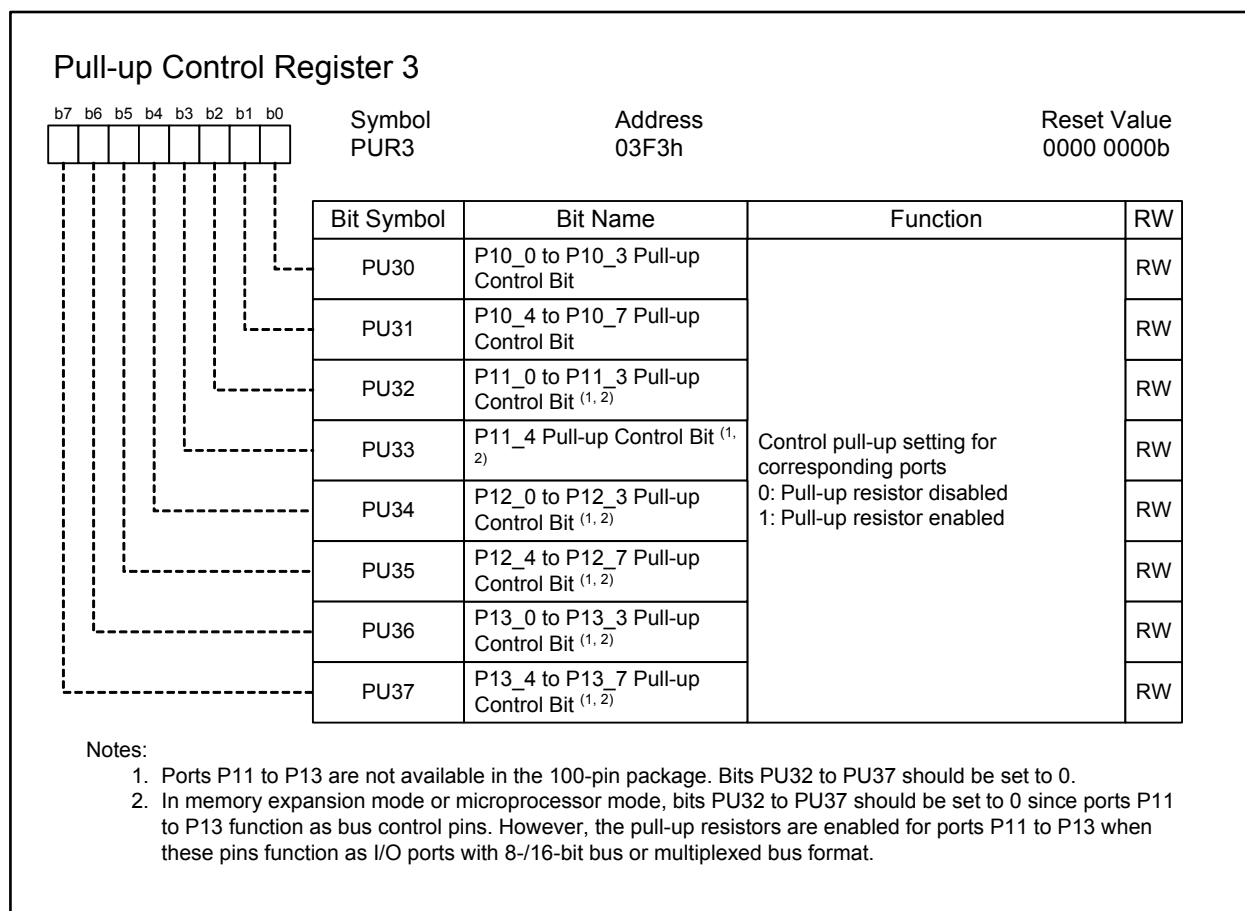 Pull-up Control Register 3
b7 b6 b5 b4 b3 b2 b1 b0
Symbol Address Reset Value
PUR3 03F3h 0000 0000b
Bit Symbol Bit Name Function RW
PU30 P10_0 to P10_3 Pull-up
Control Bit RW
PU31 P10_4 to P10_7 Pull-up
Control Bit RW
PU32 P11_0 to P11_3 Pull-up
Control Bit (1, 2) RW
PU33 P11_4 Pull-up Control Bit (1,
2) RW
PU34 P12_0 to P12_3 Pull-up
Control Bit (1, 2) RW
PU35 P12_4 to P12_7 Pull-up
Control Bit (1, 2) RW
PU36 P13_0 to P13_3 Pull-up
Control Bit (1, 2) RW
PU37 P13_4 to P13_7 Pull-up
Control Bit (1, 2) RW
Control pull-up setting for
corresponding ports
0: Pull-up resistor disabled
1: Pull-up resistor enabled
Notes:
1. Ports P11 to P13 are not available in the 100-pin package. Bits PU32 to PU37 should be set to 0.
2. In memory expansion mode or microprocessor mode, bits PU32 to PU37 should be set to 0 since ports P11
to P13 function as bus control pins. However, the pull-up resistors are enabled for ports P11 to P13 when
these pins function as I/O ports with 8-/16-bit bus or multiplexed bus format.